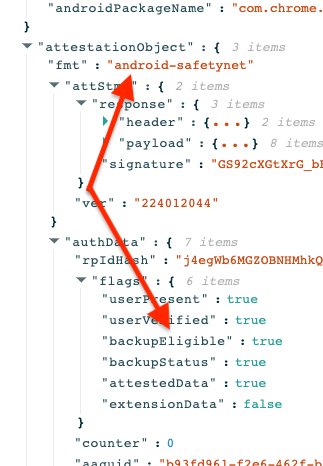 "androidPackageName" : "com.chrome.
}
"attestationObject" : { 3 items
"fmt" : "android-safetynet"
"attStmt" : { 2 items
"response" : { 3 items
"header" : {...} 2 items
"payload" : {...} 8 items
"signature" : "GS92cXGtXrG_bF
}
"ver" : "224012044"
}
"authData" : { 7 items
"rpIdHash" : "j4egWb6MGZOBNHMhkQ
"flags" : { 6 items
"userPresent" : true
"userVerified" : true
"backupEligible" : true
"backupStatus" : true
"attestedData" : true
"extensionData" : false
}
"counter" : 0
"aaguid" : "b93fd961-f2e6-462f-b